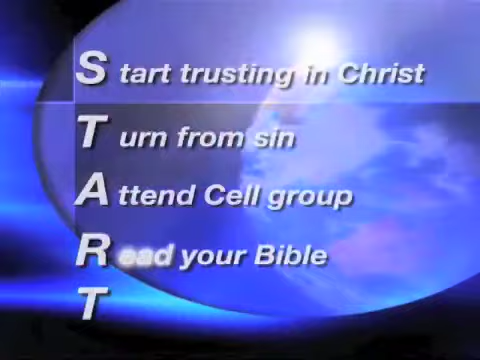 Start trusting in Christ
Turn from sin
Attend Cell group
Read your Bible
T